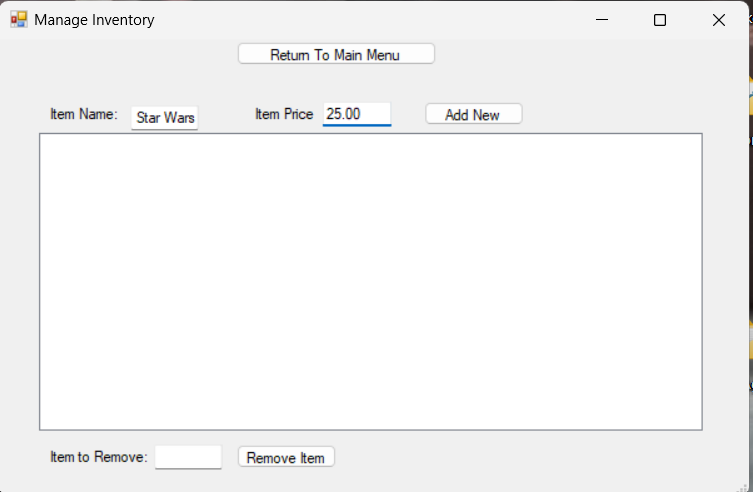 Manage Inventory
Return To Main Menu
Item Name: Star Wars Item Price 25.00 Add New
Item to Remove: Remove Item